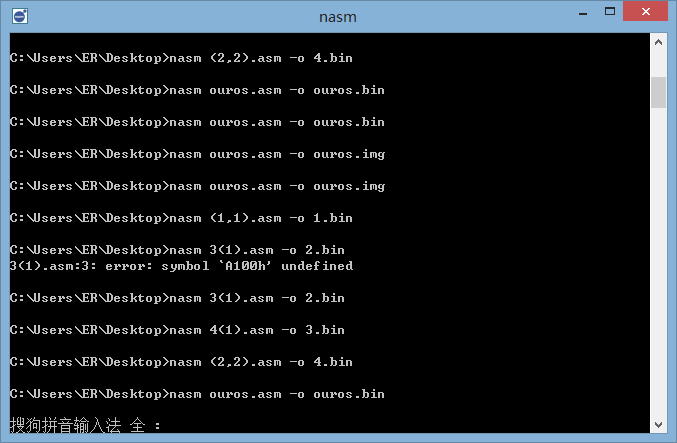 nasm
C:\Users\ER\Desktop>nasm (2,2).asm -o 4.bin
C:\Users\ER\Desktop>nasm ouros.asm -o ouros.bin
C:\Users\ER\Desktop>nasm ouros.asm -o ouros.bin
C:\Users\ER\Desktop>nasm ouros.asm -o ouros.img
C:\Users\ER\Desktop>nasm ouros.asm -o ouros.img
C:\Users\ER\Desktop>nasm (1,1).asm -o 1.bin
C:\Users\ER\Desktop>nasm 3(1).asm -o 2.bin
3(1).asm:3: error: symbol `A100h' undefined
C:\Users\ER\Desktop>nasm 3(1).asm -o 2.bin
C:\Users\ER\Desktop>nasm 4(1).asm -o 3.bin
C:\Users\ER\Desktop>nasm (2,2).asm -o 4.bin
C:\Users\ER\Desktop>nasm ouros.asm -o ouros.bin
搜狗拼音输入法 全 :